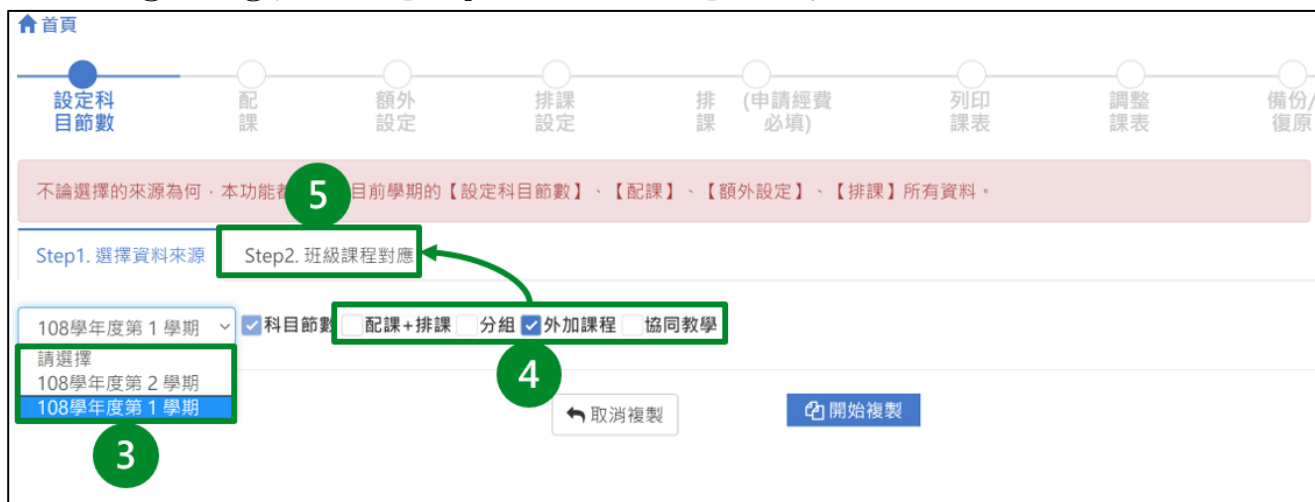 首頁
設定科
目節數
配
課
額外
設定
排課
設定
排
課
(申請經費
必填)
列印
課表
調整
課表
備份/
復原
不論選擇的來源為何，本功能都 目前學期的【設定科目節數】、【配課】、【額外設定】、【排課】所有資料。
5
Step1. 選擇資料來源 Step2. 班級課程對應
108學年度第 1 學期 科目節數 配課+排課 分組 外加課程 協同教學
請選擇
108學年度第 2 學期
108學年度第 1 學期
4
取消複製 開始複製
3